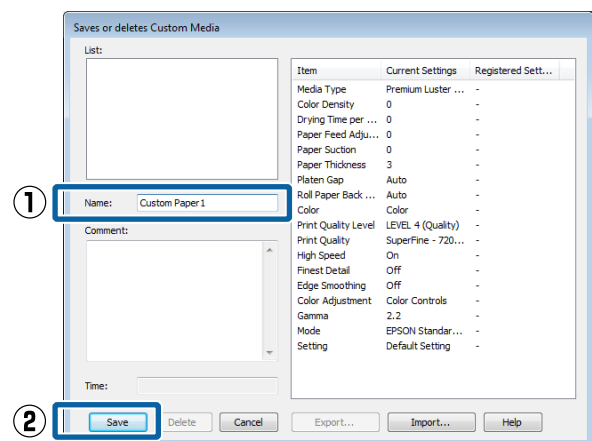 Saves or deletes Custom Media
List:
Item Current Settings Registered Sett...
Media Type Premium Luster ... -
Color Density 0 -
Drying Time per ... 0 -
Paper Feed Adju... 0 -
Paper Suction 0 -
Paper Thickness 3 -
Platen Gap Auto -
Roll Paper Back ... Auto -
Color Color -
Print Quality Level LEVEL 4 (Quality) -
Print Quality SuperFine - 720... -
High Speed On -
Finest Detail Off -
Edge Smoothing Off -
Color Adjustment Color Controls -
Gamma 2.2 -
Mode EPSON Standar... -
Setting Default Setting -
① Name: Custom Paper1
Comment:
Time:
② Save Delete Cancel Export... Import... Help